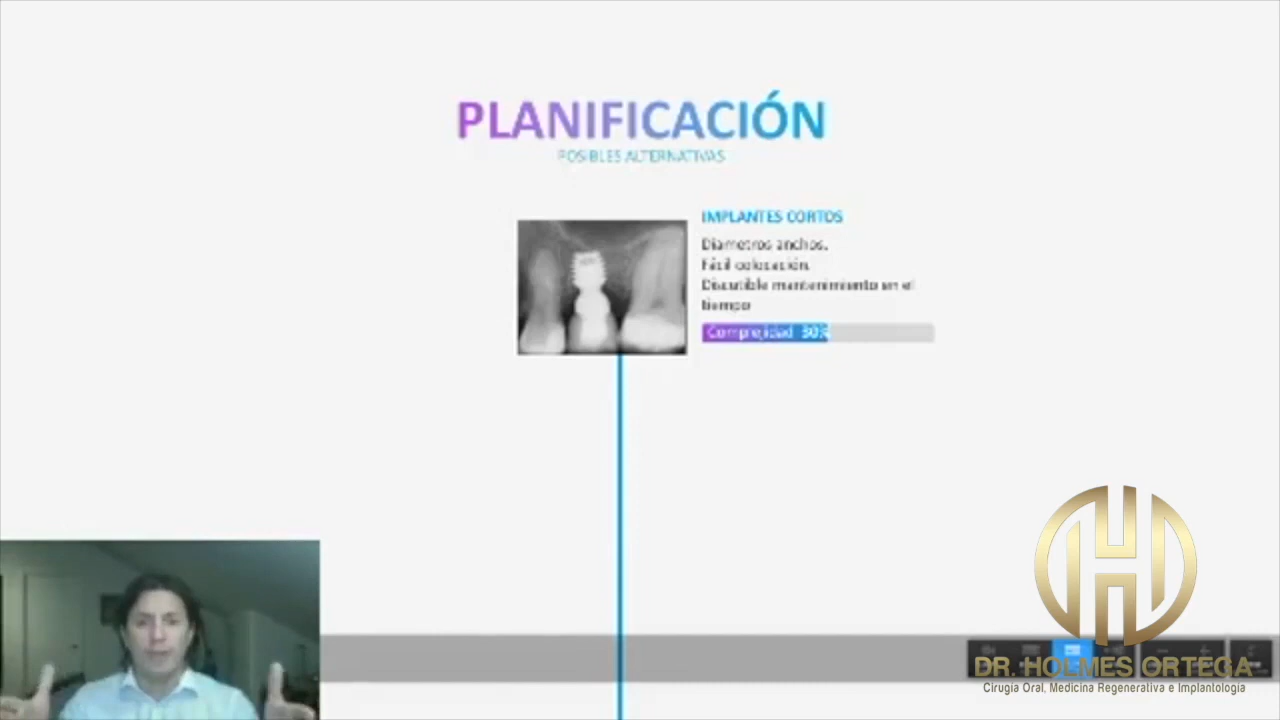 PLANIFICACIÓN
POSIBLES ALTERNATIVAS
IMPLANTES CORTOS
Diametros anchos.
Fácil colocación.
Discutible mantenimiento en el
tiempo
Complejidad 30%
DR. HOLMES ORTEGA
Cirugía Oral, Medicina Regenerativa e Implantología